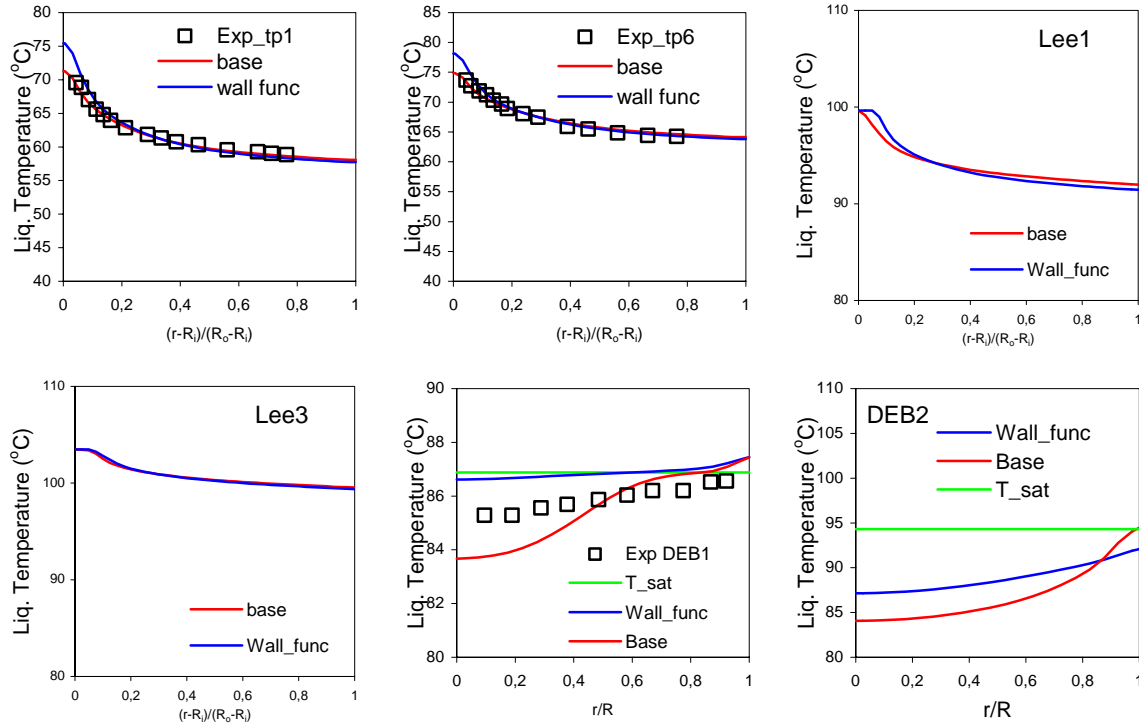 Liq. Temperature (°C)
80
75
70
65
60
55
50
45
40
Exp_tp1
base
wall func
0 0,2 0,4 0,6 0,8 1
(r-Ri)/(Ro-Ri)
Liq. Temperature (°C)
85
80
75
70
65
60
55
50
45
40
Exp_tp6
base
wall func
0 0,2 0,4 0,6 0,8 1
(r-Ri)/(Ro-Ri)
Liq. Temperature (°C)
110
100
90
80
Lee1
base
Wall_func
0 0,2 0,4 0,6 0,8 1
(r-Ri)/(Ro-Ri)
Liq. Temperature (°C)
110
100
90
80
Lee3
base
Wall_func
0 0,2 0,4 0,6 0,8 1
(r-Ri)/(Ro-Ri)
Liq. Temperature (°C)
90
88
86
84
82
80
Exp DEB1
T_sat
Wall_func
Base
0 0,2 0,4 0,6 0,8 1
r/R
Liq. Temperature (°C)
110
105
100
95
90
85
80
DEB2
Wall_func
Base
T_sat
0 0,2 0,4 0,6 0,8 1
r/R